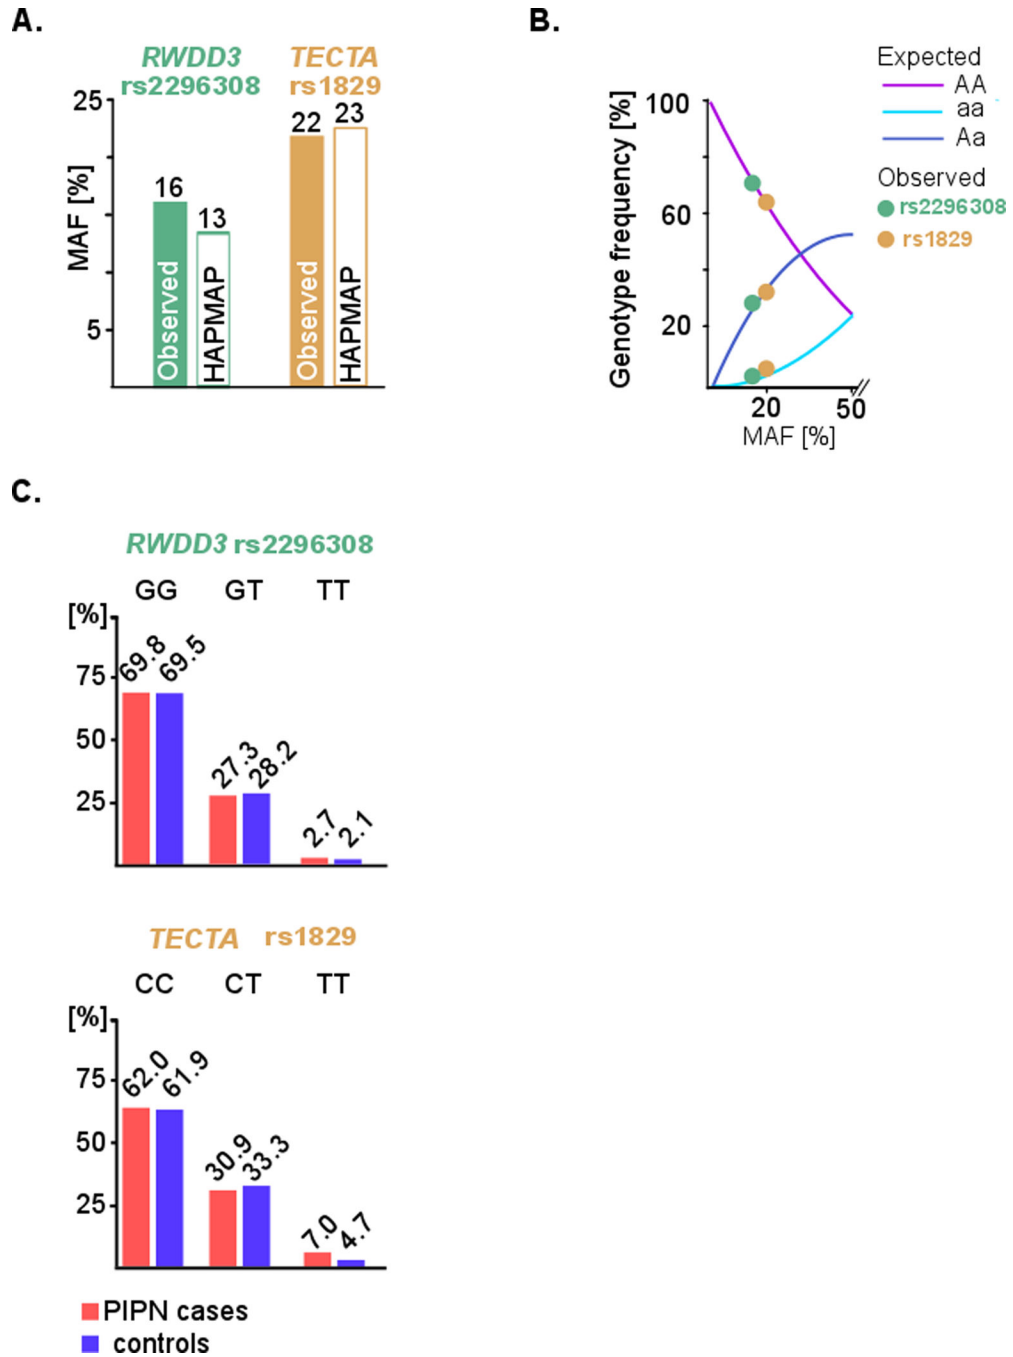 A.
RWDD3 TECTA
rs2296308 rs1829
25
MAF [%]
5
16
13
22
23
Observed
HAPMAP
Observed
HAPMAP
B.
Genotype frequency [%]
100
60
20
20 50
MAF [%]
Expected
AA
aa
Aa
Observed
rs2296308
rs1829
C.
RWDD3 rs2296308
GG GT TT
[%]
75
50
25
69.8 69.5
27.3 28.2
2.7 2.1
TECTA rs1829
CC CT TT
[%]
75
50
25
62.0 61.9
30.9 33.3
7.0 4.7
PIPN cases
controls